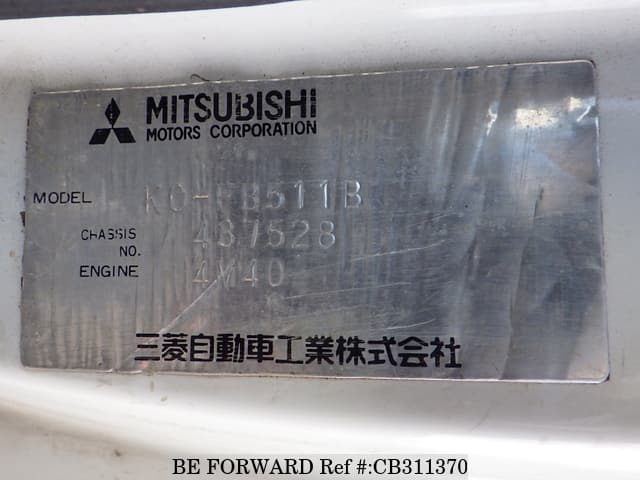 MITSUBISHI
MOTORS CORPORATION
MODEL KC-FB511B
CHASSIS NO. 437528
ENGINE 4M40
三菱自動車工業株式会社
BE FORWARD Ref #:CB311370